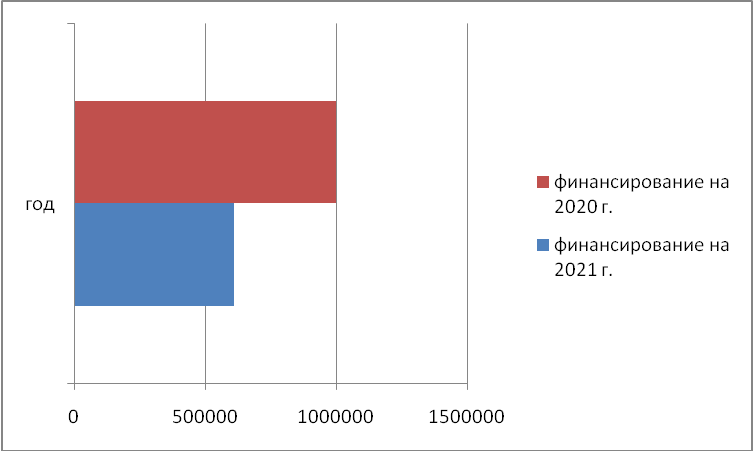 год
0 500000 1000000 1500000
финансирование на
2020 г.
финансирование на
2021 г.